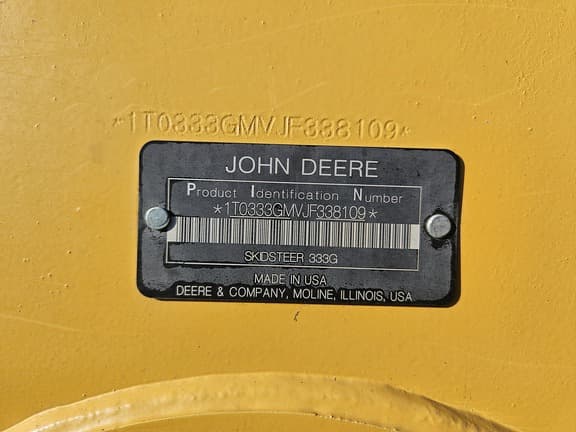 *1T0333GMVJF338109*
JOHN DEERE
Product Identification Number
*1T0333GMVJF338109*
SKIDSTEER 333G
MADE IN USA
DEERE & COMPANY, MOLINE, ILLINOIS, USA